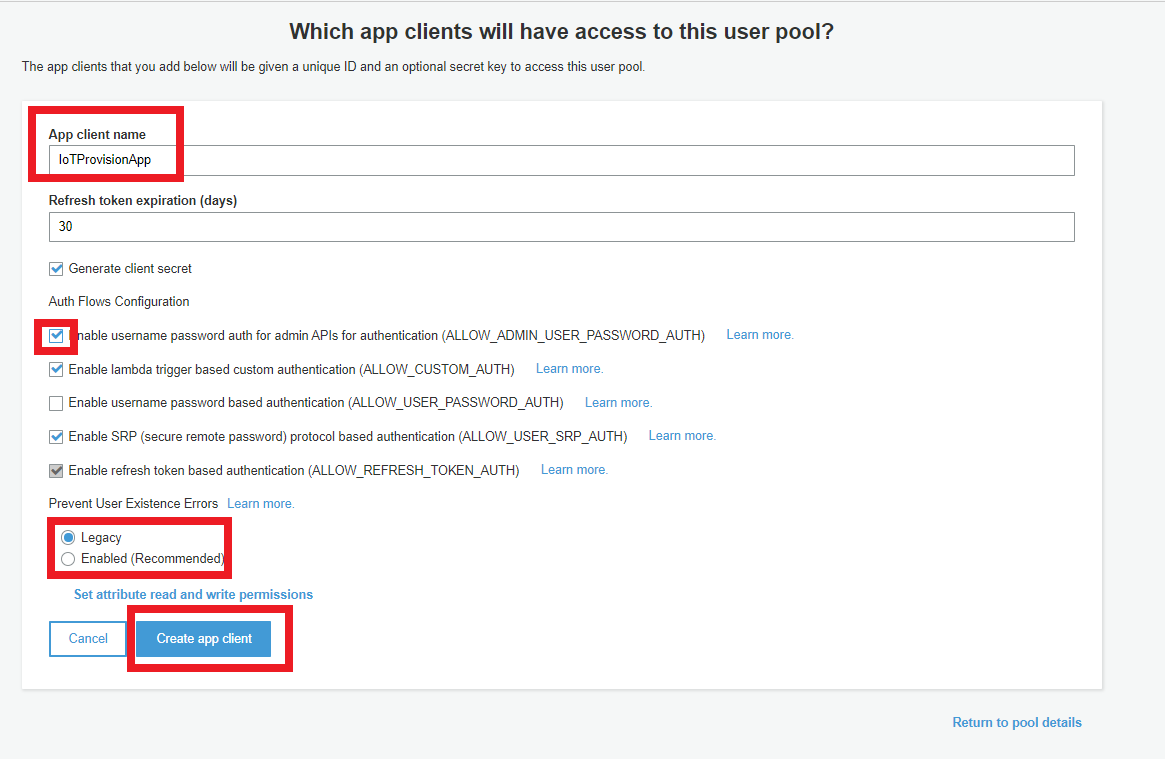 Which app clients will have access to this user pool?
The app clients that you add below will be given a unique ID and an optional secret key to access this user pool.
App client name
IoTProvisionApp
Refresh token expiration (days)
30
Generate client secret
Auth Flows Configuration
nable username password auth for admin APIs for authentication (ALLOW_ADMIN_USER_PASSWORD_AUTH) Learn more.
Enable lambda trigger based custom authentication (ALLOW_CUSTOM_AUTH) Learn more.
Enable username password based authentication (ALLOW_USER_PASSWORD_AUTH) Learn more.
Enable SRP (secure remote password) protocol based authentication (ALLOW_USER_SRP_AUTH) Learn more.
Enable refresh token based authentication (ALLOW_REFRESH_TOKEN_AUTH) Learn more.
Prevent User Existence Errors Learn more.
Legacy
Enabled (Recommended)
Set attribute read and write permissions
Cancel Create app client
Return to pool details